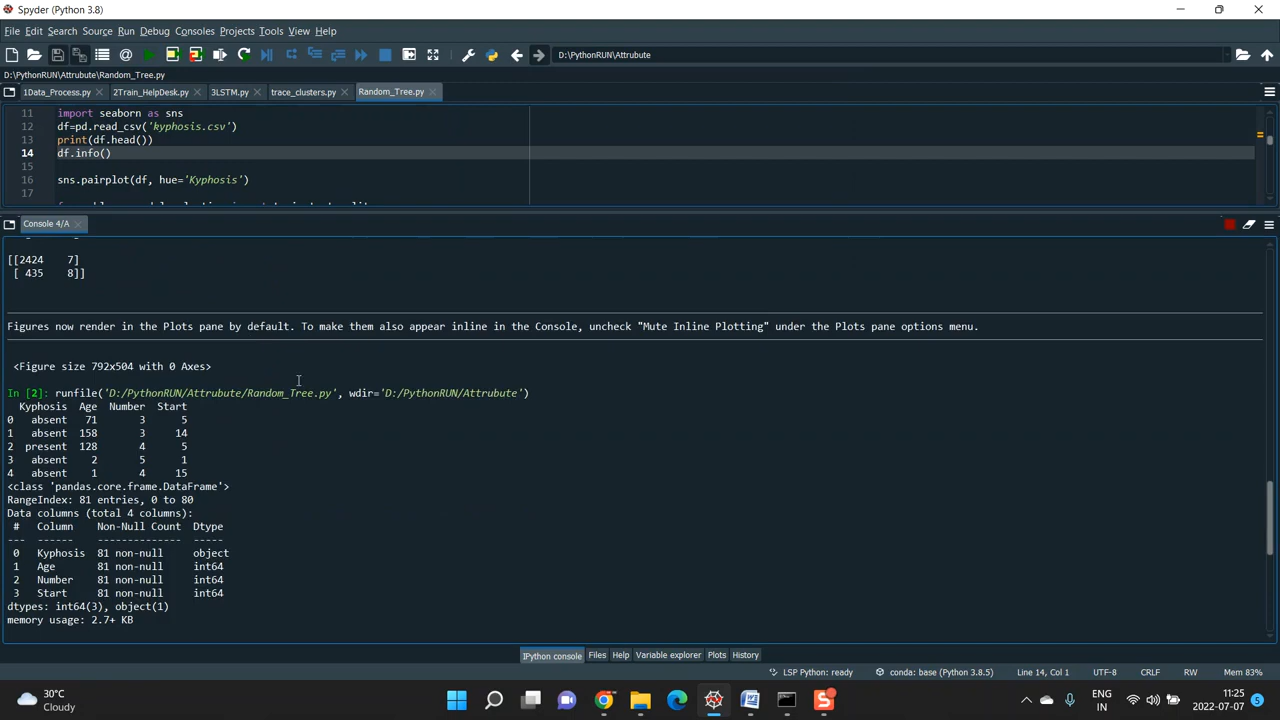 Spyder (Python 3.8)
File Edit Search Source Run Debug Consoles Projects Tools View Help
D:\PythonRUN\Attrubute
D:\PythonRUN\Attrubute\Random_Tree.py
1Data_Process.py 2Train_HelpDesk.py 3LSTM.py trace_clusters.py Random_Tree.py
11 import seaborn as sns
12 df=pd.read_csv('kyphosis.csv')
13 print(df.head())
14 df.info()
15
16 sns.pairplot(df, hue='Kyphosis')
17
Console 4/A
[[2424 7]
[ 435 8]]
Figures now render in the Plots pane by default. To make them also appear inline in the Console, uncheck "Mute Inline Plotting" under the Plots pane options menu.
<Figure size 792x504 with 0 Axes>
In [2]: runfile('D:/PythonRUN/Attrubute/Random_Tree.py', wdir='D:/PythonRUN/Attrubute')
Kyphosis Age Number Start
0 absent 71 3 5
1 absent 158 3 14
2 present 128 4 5
3 absent 2 5 1
4 absent 1 4 15
<class 'pandas.core.frame.DataFrame'>
RangeIndex: 81 entries, 0 to 80
Data columns (total 4 columns):
# Column Non-Null Count Dtype
--- ------ -------------- -----
0 Kyphosis 81 non-null object
1 Age 81 non-null int64
2 Number 81 non-null int64
3 Start 81 non-null int64
dtypes: int64(3), object(1)
memory usage: 2.7+ KB
IPython console Files Help Variable explorer Plots History
LSP Python: ready conda: base (Python 3.8.5) Line 14, Col 1 UTF-8 CRLF RW Mem 83%
30°C
Cloudy
ENG
IN
11:25
2022-07-07
5